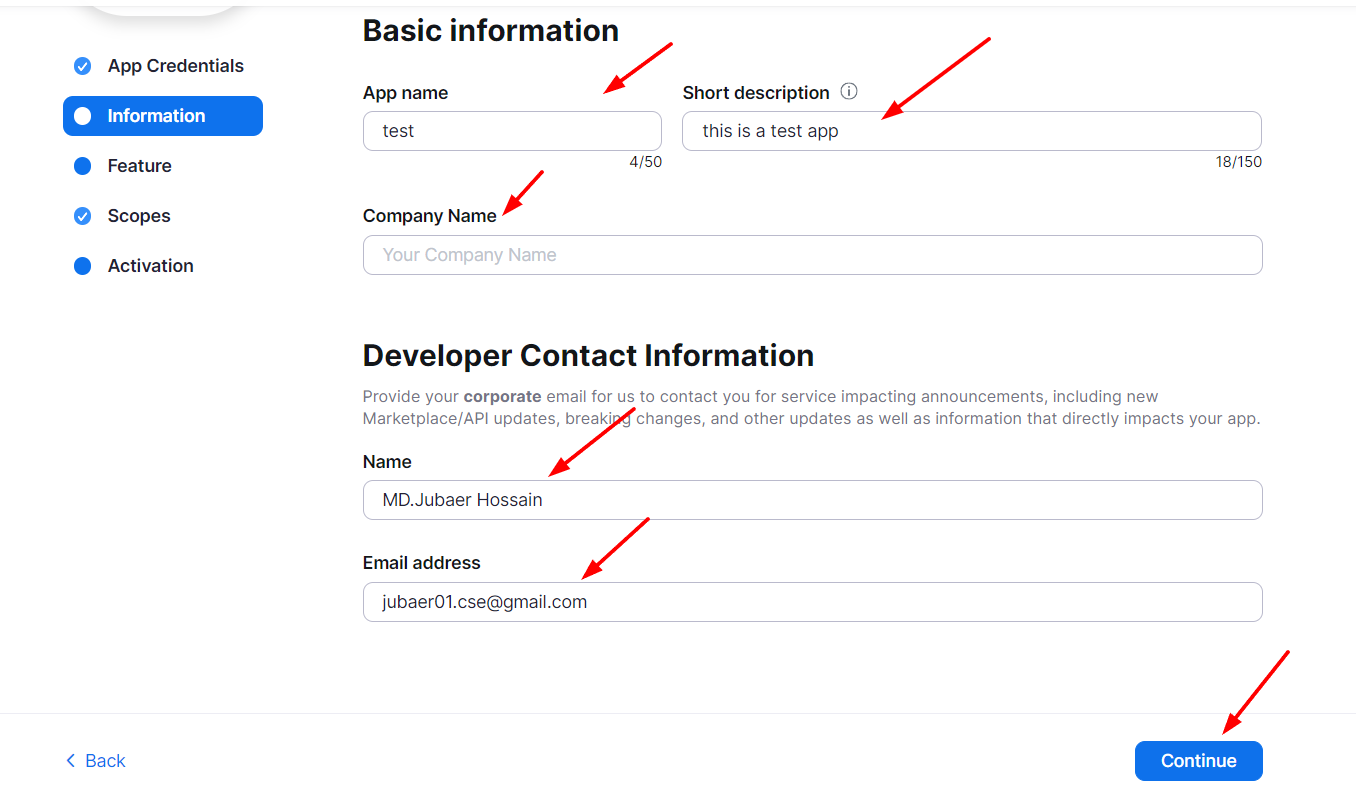 Basic information
App Credentials
Information
Feature
Scopes
Activation
App name
Short description
test
this is a test app
4/50
18/150
Company Name
Your Company Name
Developer Contact Information
Provide your corporate email for us to contact you for service impacting announcements, including new
Marketplace/API updates, breaking changes, and other updates as well as information that directly impacts your app.
Name
MD.Jubaer Hossain
Email address
jubaer01.cse@gmail.com
Back
Continue